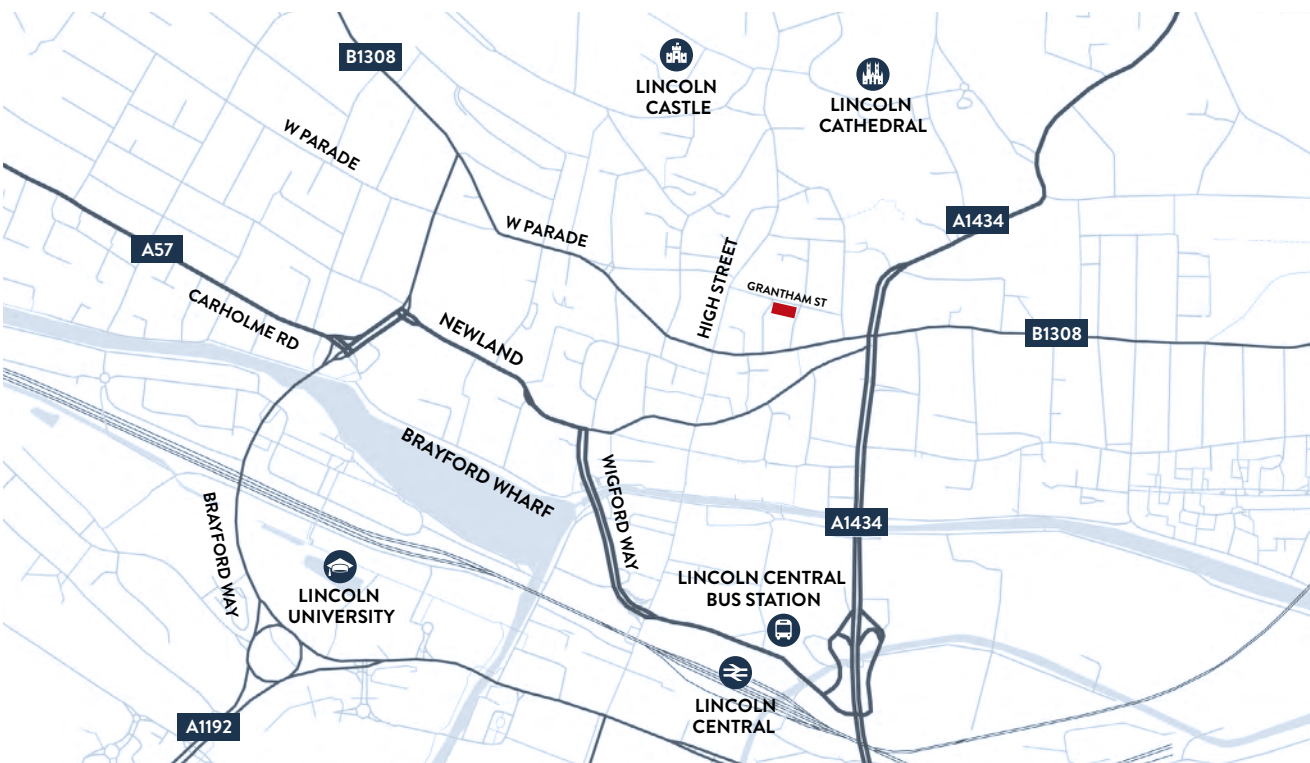 B1308
LINCOLN
CASTLE
LINCOLN
CATHEDRAL
W PARADE
A1434
W PARADE
A57
HIGH STREET
GRANTHAM ST
CARHOLME RD
NEWLAND
B1308
BRAYFORD WHARF
WIGFORD WAY
BRAYFORD WAY
A1434
LINCOLN
UNIVERSITY
LINCOLN CENTRAL
BUS STATION
LINCOLN
CENTRAL
A1192